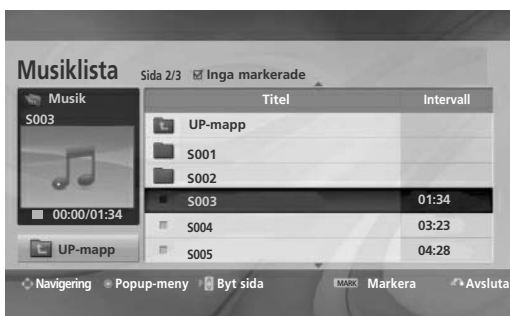 Musiklista Sida 2/3 Inga markerade
Musik
S003
00:00/01:34
UP-mapp
Titel Intervall
UP-mapp
S001
S002
S003 01:34
S004 03:23
S005 04:28
Navigering Popup-meny Byt sida MARK Markera Avsluta